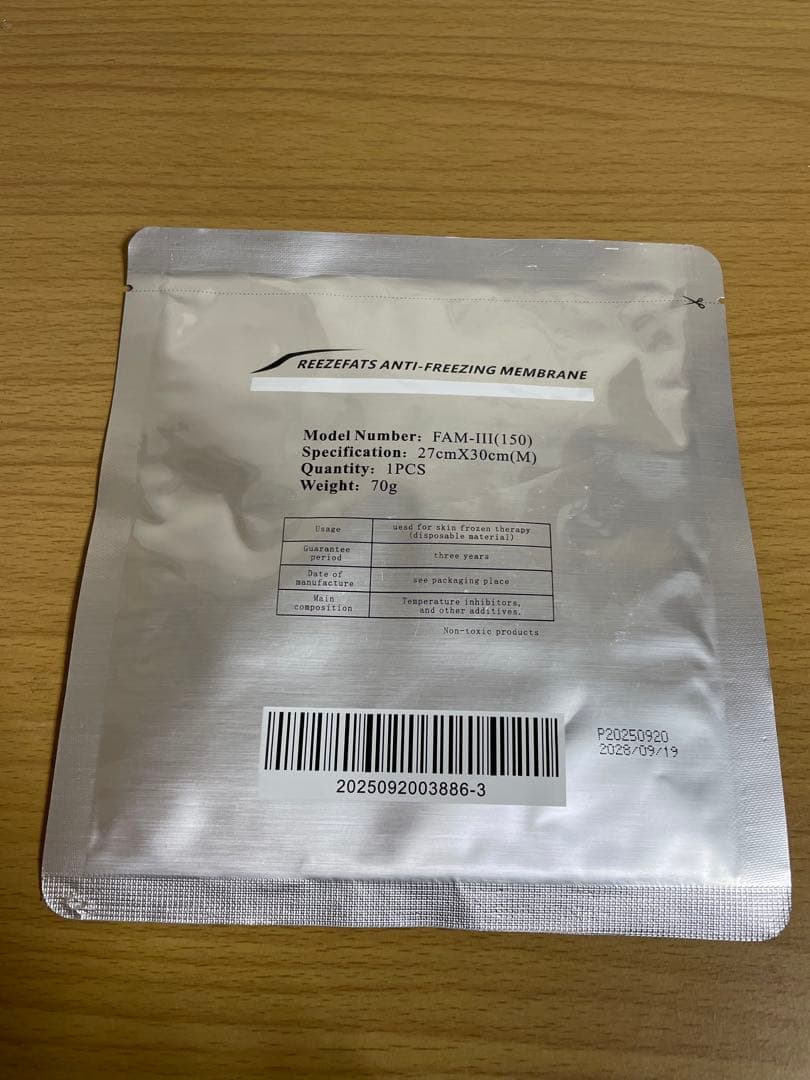 REEZEFATS ANTI-FREEZING MEMBRANE
Model Number: FAM-III(150)
Specification: 27cmX30cm(M)
Quantity: 1PCS
Weight: 70g
Usage uesd for skin frozen therapy (disposable material)
Guarantee period three years
Date of manufacture see packaging place
Main composition Temperature inhibitors, and other additives.
Non-toxic products
2025092003886-3
P20250920
2028/09/19